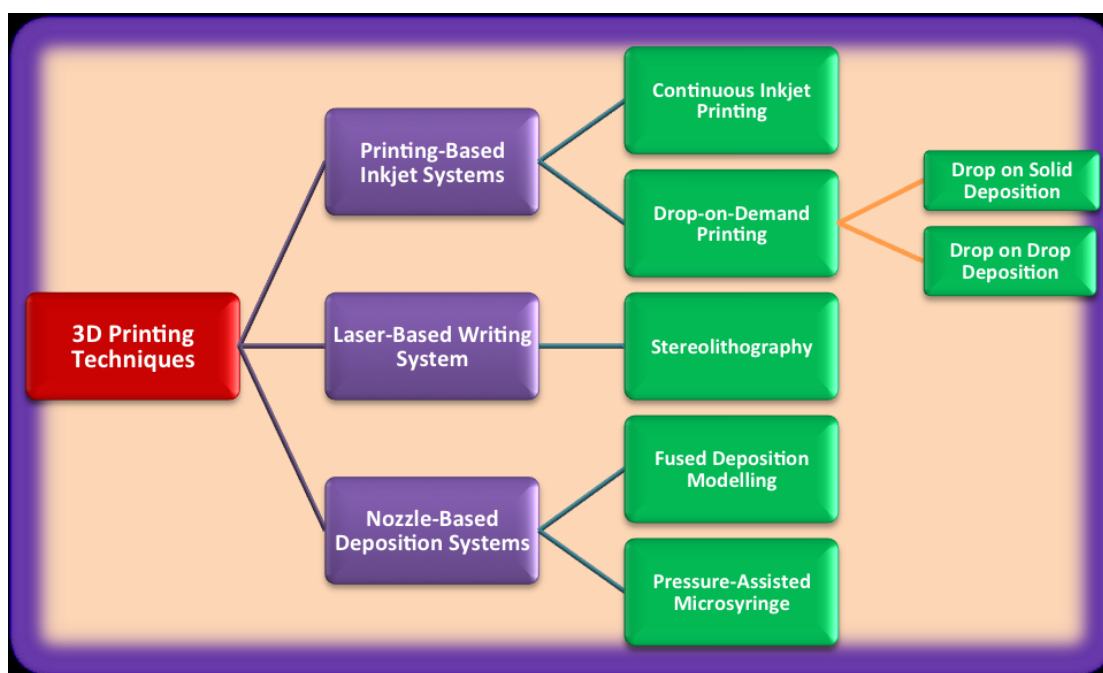 3D Printing
Techniques
Printing-Based
Inkjet Systems
Continuous Inkjet
Printing
Drop-on-Demand
Printing
Drop on Solid
Deposition
Drop on Drop
Deposition
Laser-Based Writing
System
Stereolithography
Nozzle-Based
Deposition Systems
Fused Deposition
Modelling
Pressure-Assisted
Microsyringe